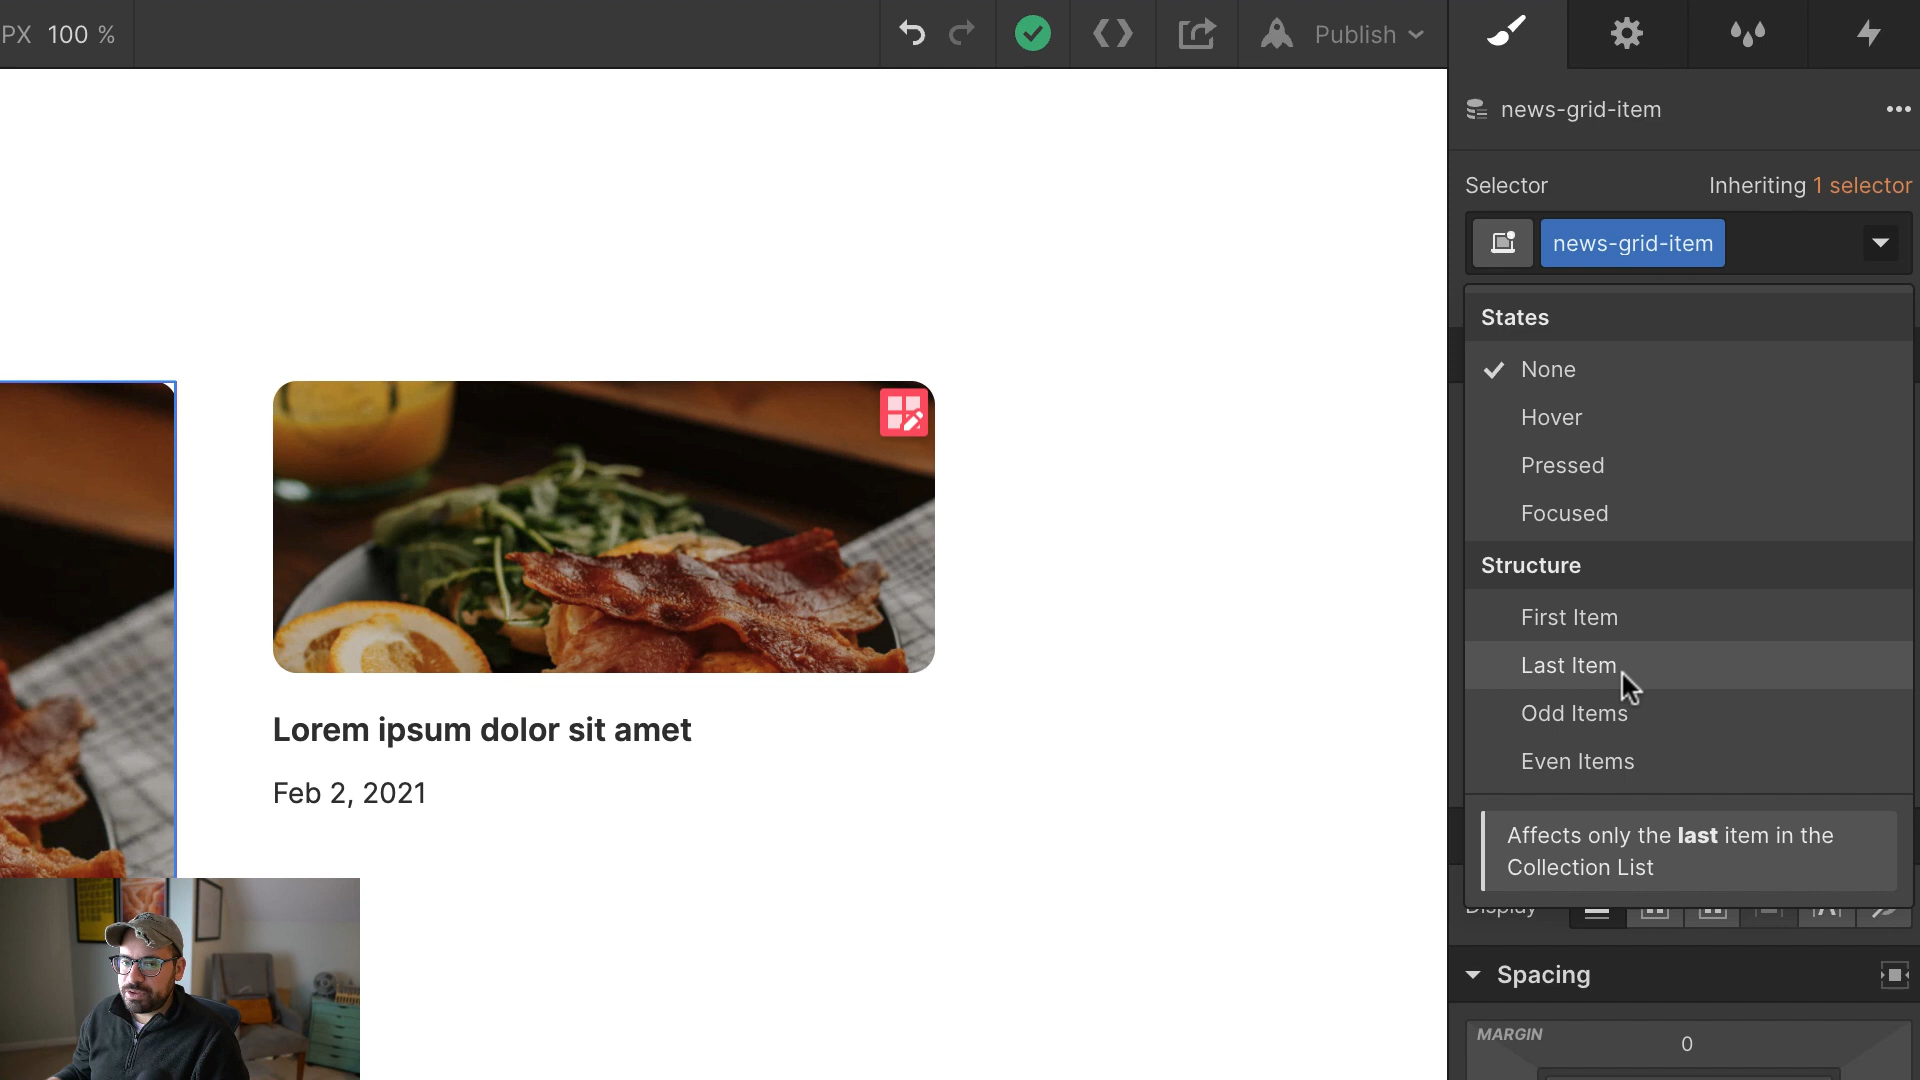 PX 100 %
Publish
news-grid-item
Selector Inheriting 1 selector
news-grid-item
States
None
Hover
Pressed
Focused
Structure
First Item
Last Item
Odd Items
Even Items
Affects only the last item in the
Collection List
Display
Spacing
MARGIN
0
Lorem ipsum dolor sit amet
Feb 2, 2021